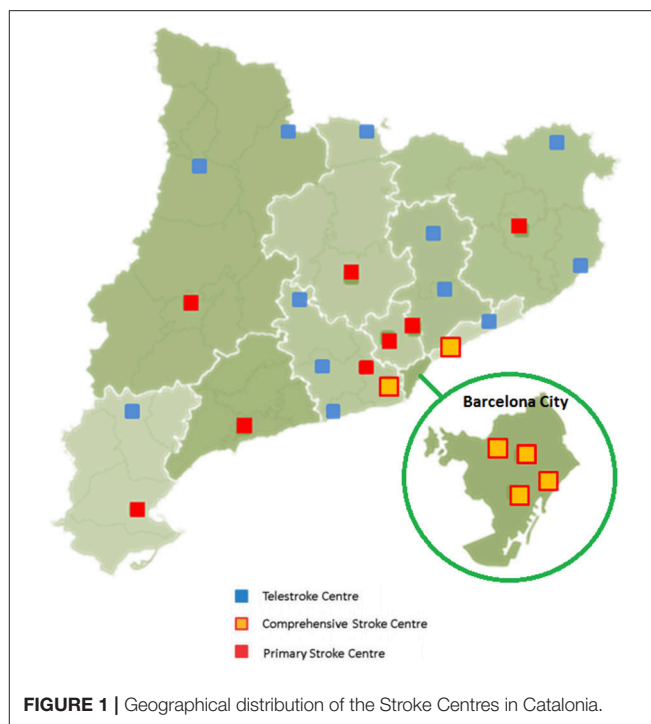 Barcelona City
Telestroke Centre
Comprehensive Stroke Centre
Primary Stroke Centre
FIGURE 1 | Geographical distribution of the Stroke Centres in Catalonia.